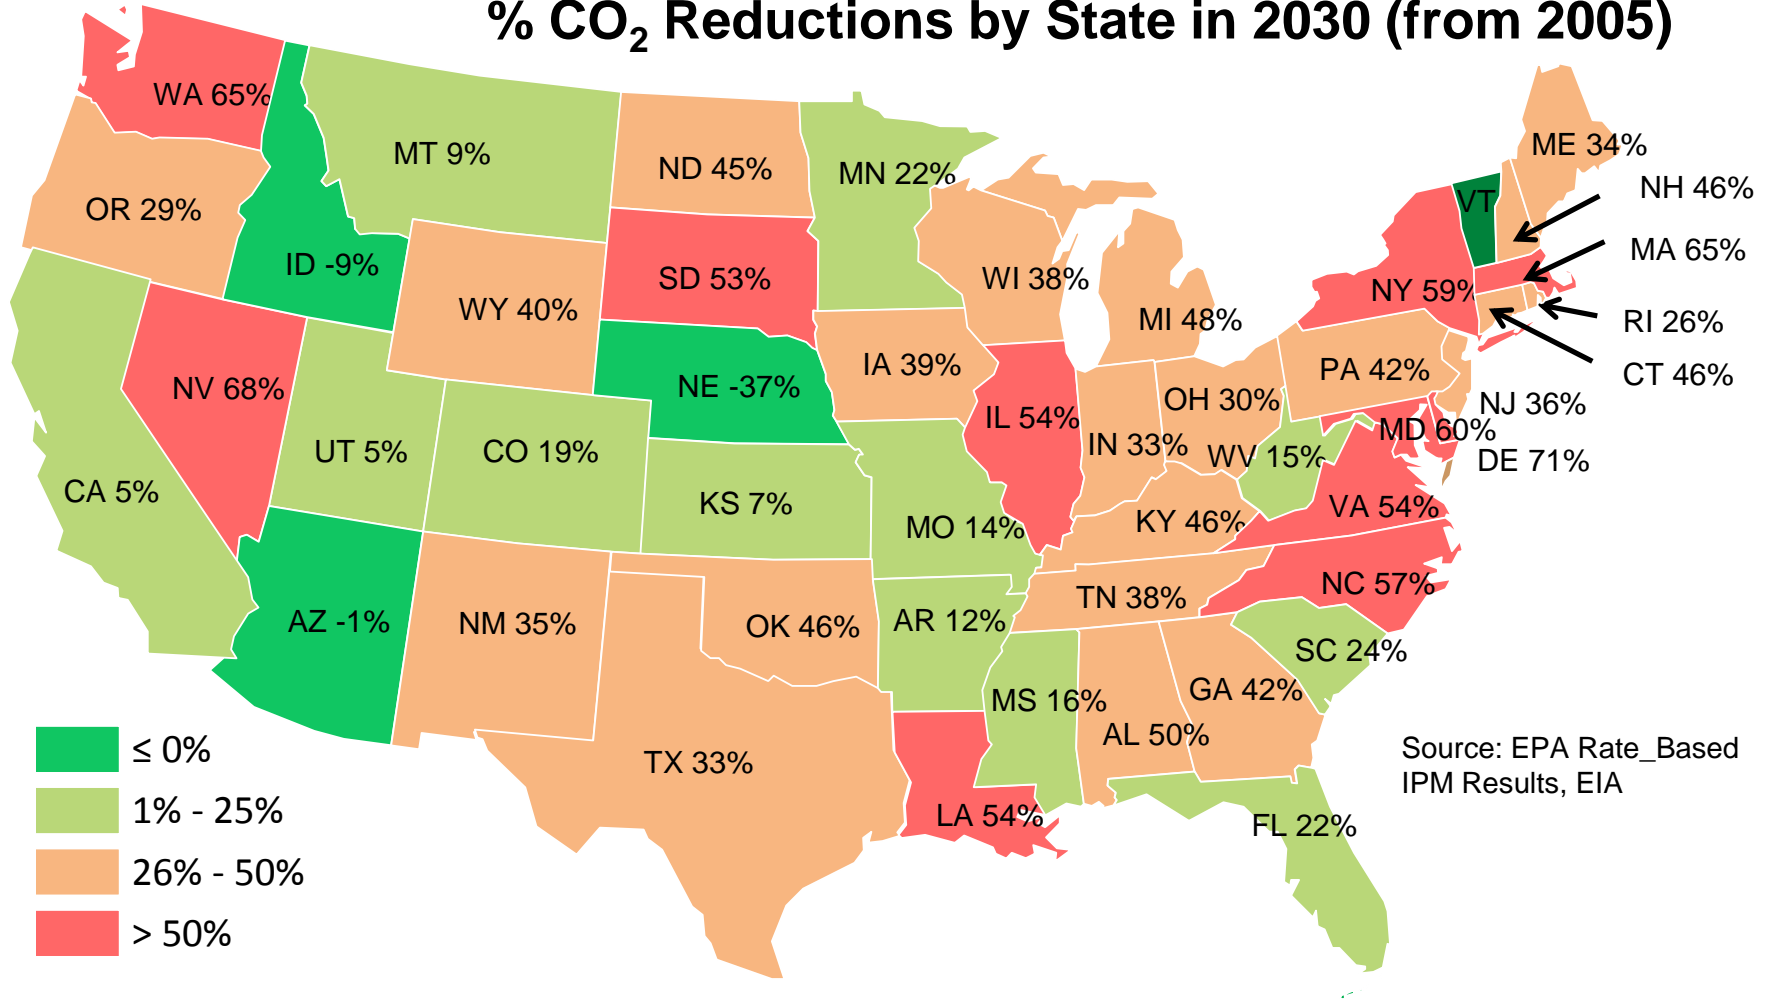 % CO2 Reductions by State in 2030 (from 2005)
WA 65%
MT 9%
ND 45%
MN 22%
ME 34%
NH 46%
OR 29%
VT
MA 65%
ID -9%
SD 53%
WI 38%
NY 59%
WY 40%
MI 48%
RI 26%
IA 39%
PA 42%
CT 46%
NV 68%
NE -37%
OH 30%
NJ 36%
IL 54%
MD 60%
UT 5%
CO 19%
IN 33%
WV 15%
DE 71%
CA 5%
KS 7%
VA 54%
MO 14%
KY 46%
NC 57%
TN 38%
AZ -1%
NM 35%
OK 46%
AR 12%
SC 24%
MS 16%
GA 42%
AL 50%
TX 33%
LA 54%
FL 22%
≤ 0%
1% - 25%
26% - 50%
> 50%
Source: EPA Rate_Based
IPM Results, EIA